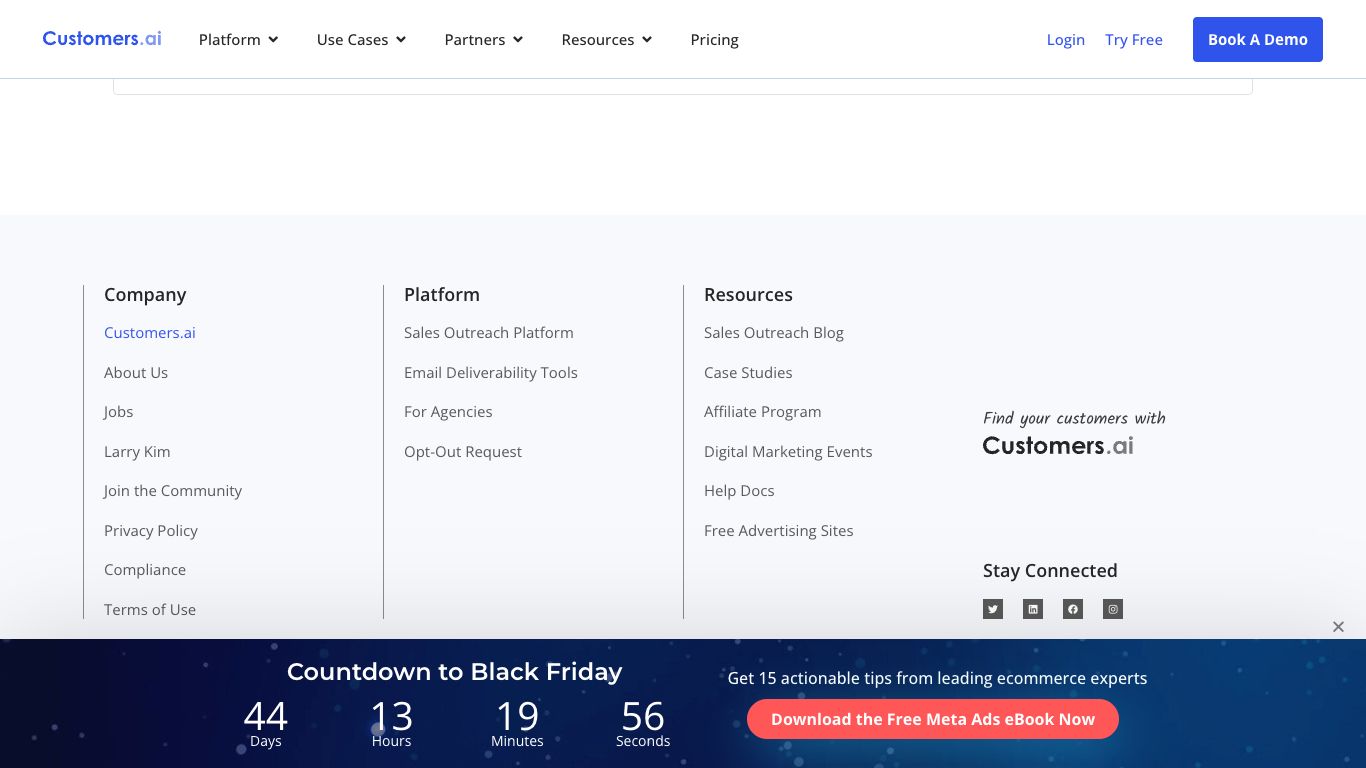 Customers.ai
Platform
Use Cases
Partners
Resources
Pricing
Login
Try Free
Book A Demo
Company
Customers.ai
About Us
Jobs
Larry Kim
Join the Community
Privacy Policy
Compliance
Terms of Use
Platform
Sales Outreach Platform
Email Deliverability Tools
For Agencies
Opt-Out Request
Resources
Sales Outreach Blog
Case Studies
Affiliate Program
Digital Marketing Events
Help Docs
Free Advertising Sites
Find your customers with
Customers.ai
Stay Connected
Countdown to Black Friday
44 13 19 56
Days Hours Minutes Seconds
Get 15 actionable tips from leading ecommerce experts
Download the Free Meta Ads eBook Now